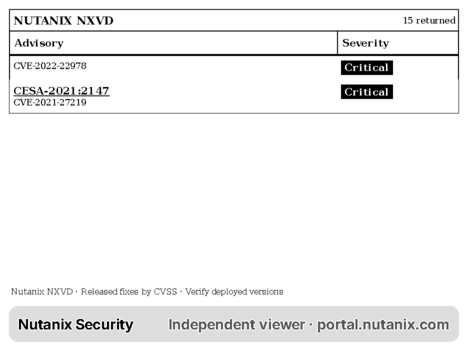 NUTANIX NXVD
15 returned
Advisory
Severity
CVE-2022-22978
Critical
CESA-2021:2147
Critical
CVE-2021-27219
Nutanix NXVD · Released fixes by CVSS · Verify deployed versions
Nutanix Security
Independent viewer · portal.nutanix.com